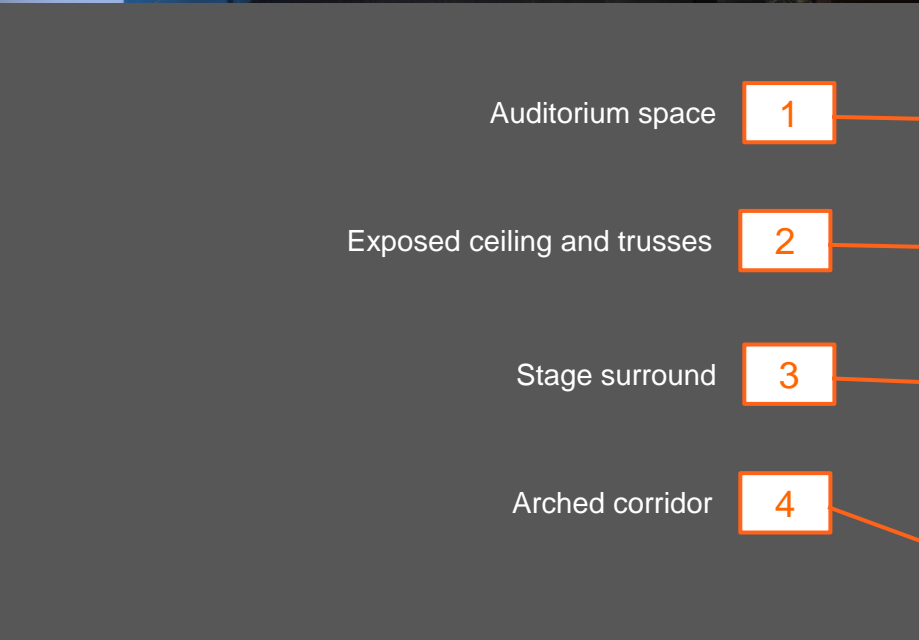 Auditorium space 1
Exposed ceiling and trusses 2
Stage surround 3
Arched corridor 4